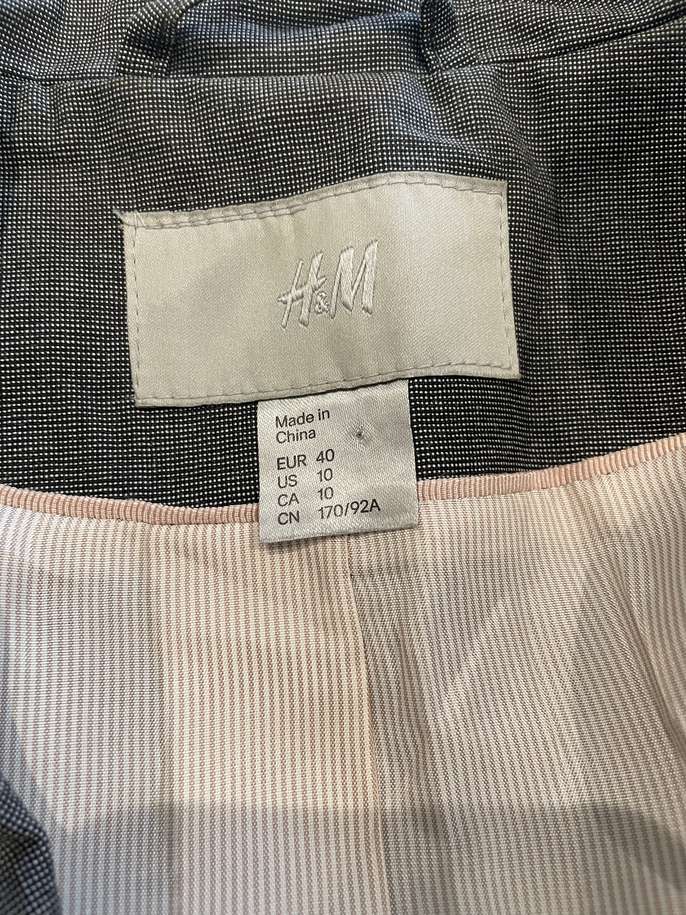 H&M
Made in
China
EUR 40
US 10
CA 10
CN 170/92A